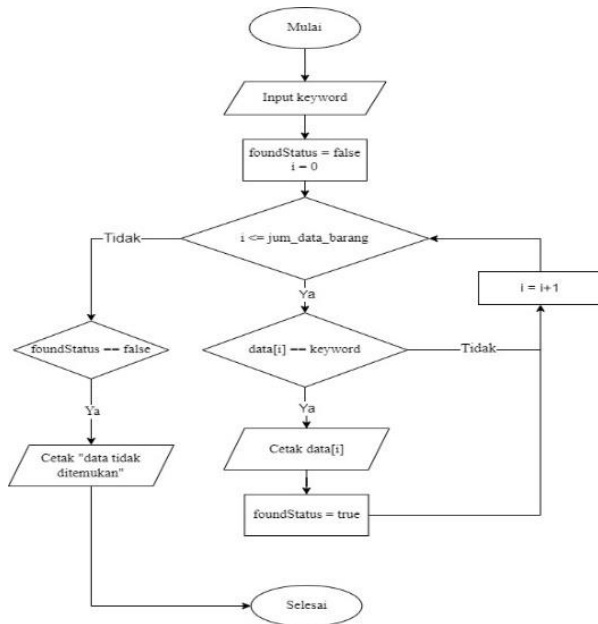 Mulai
Input keyword
foundStatus = false
i = 0
i <= jum_data_barang
Tidak
Ya
i = i+1
foundStatus == false
data[i] == keyword
Tidak
Ya
Ya
Cetak "data tidak
ditemukan"
Cetak data[i]
foundStatus = true
Selesai